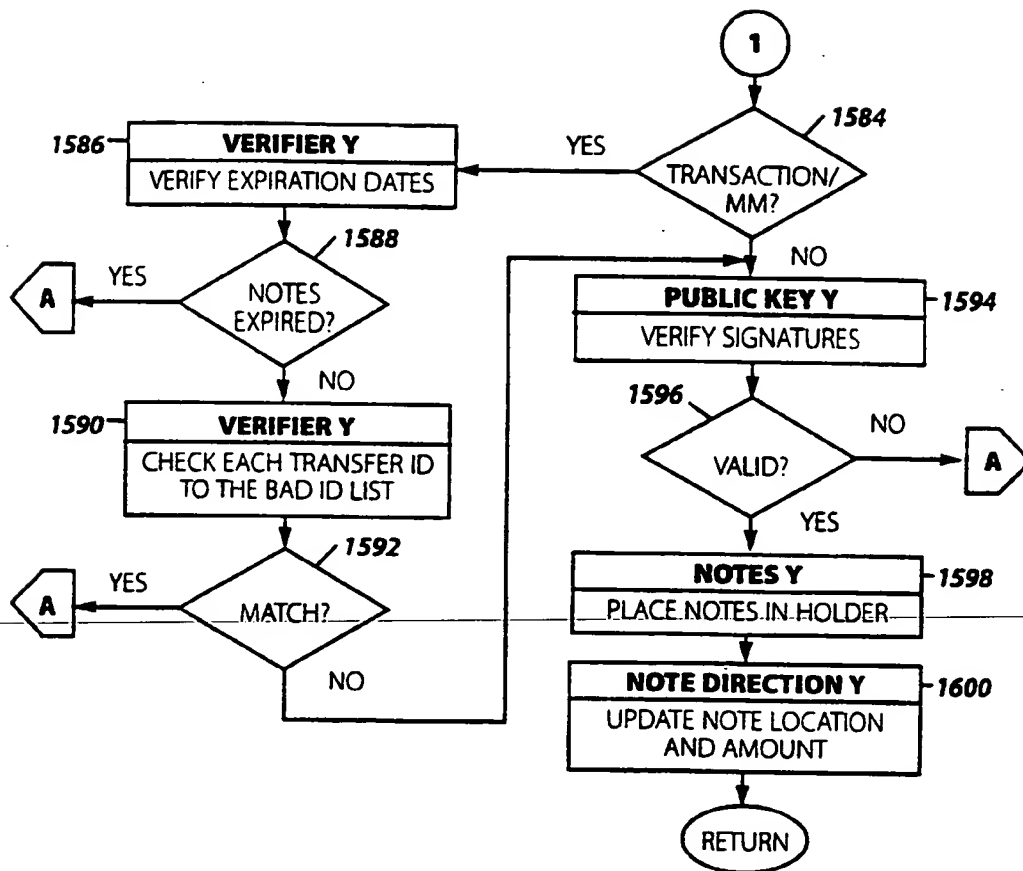 1
1584
TRANSACTION/
MM?
YES
NO
1586
VERIFIER Y
VERIFY EXPIRATION DATES
1588
NOTES
EXPIRED?
YES
A
NO
1590
VERIFIER Y
CHECK EACH TRANSFER ID
TO THE BAD ID LIST
1592
MATCH?
YES
A
NO
PUBLIC KEY Y
1594
VERIFY SIGNATURES
1596
VALID?
NO
A
YES
NOTES Y
1598
PLACE NOTES IN HOLDER
NOTE DIRECTION Y
1600
UPDATE NOTE LOCATION
AND AMOUNT
RETURN